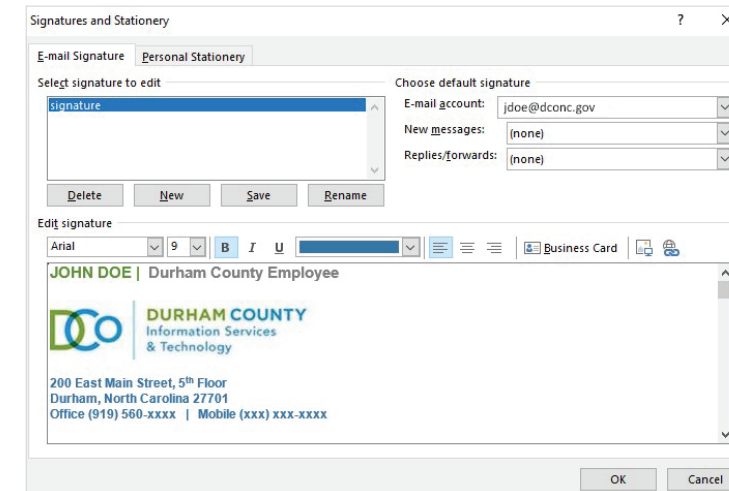 Signatures and Stationery ? X
E-mail Signature Personal Stationery
Select signature to edit Choose default signature
signature E-mail account: jdoe@dconc.gov
New messages: (none)
Replies/forwards: (none)
Delete New Save Rename
Edit signature
Arial 9 B I U Business Card
JOHN DOE | Durham County Employee
DCo DURHAM COUNTY
Information Services
& Technology
200 East Main Street, 5th Floor
Durham, North Carolina 27701
Office (919) 560-xxxx | Mobile (xxx) xxx-xxxx
OK Cancel